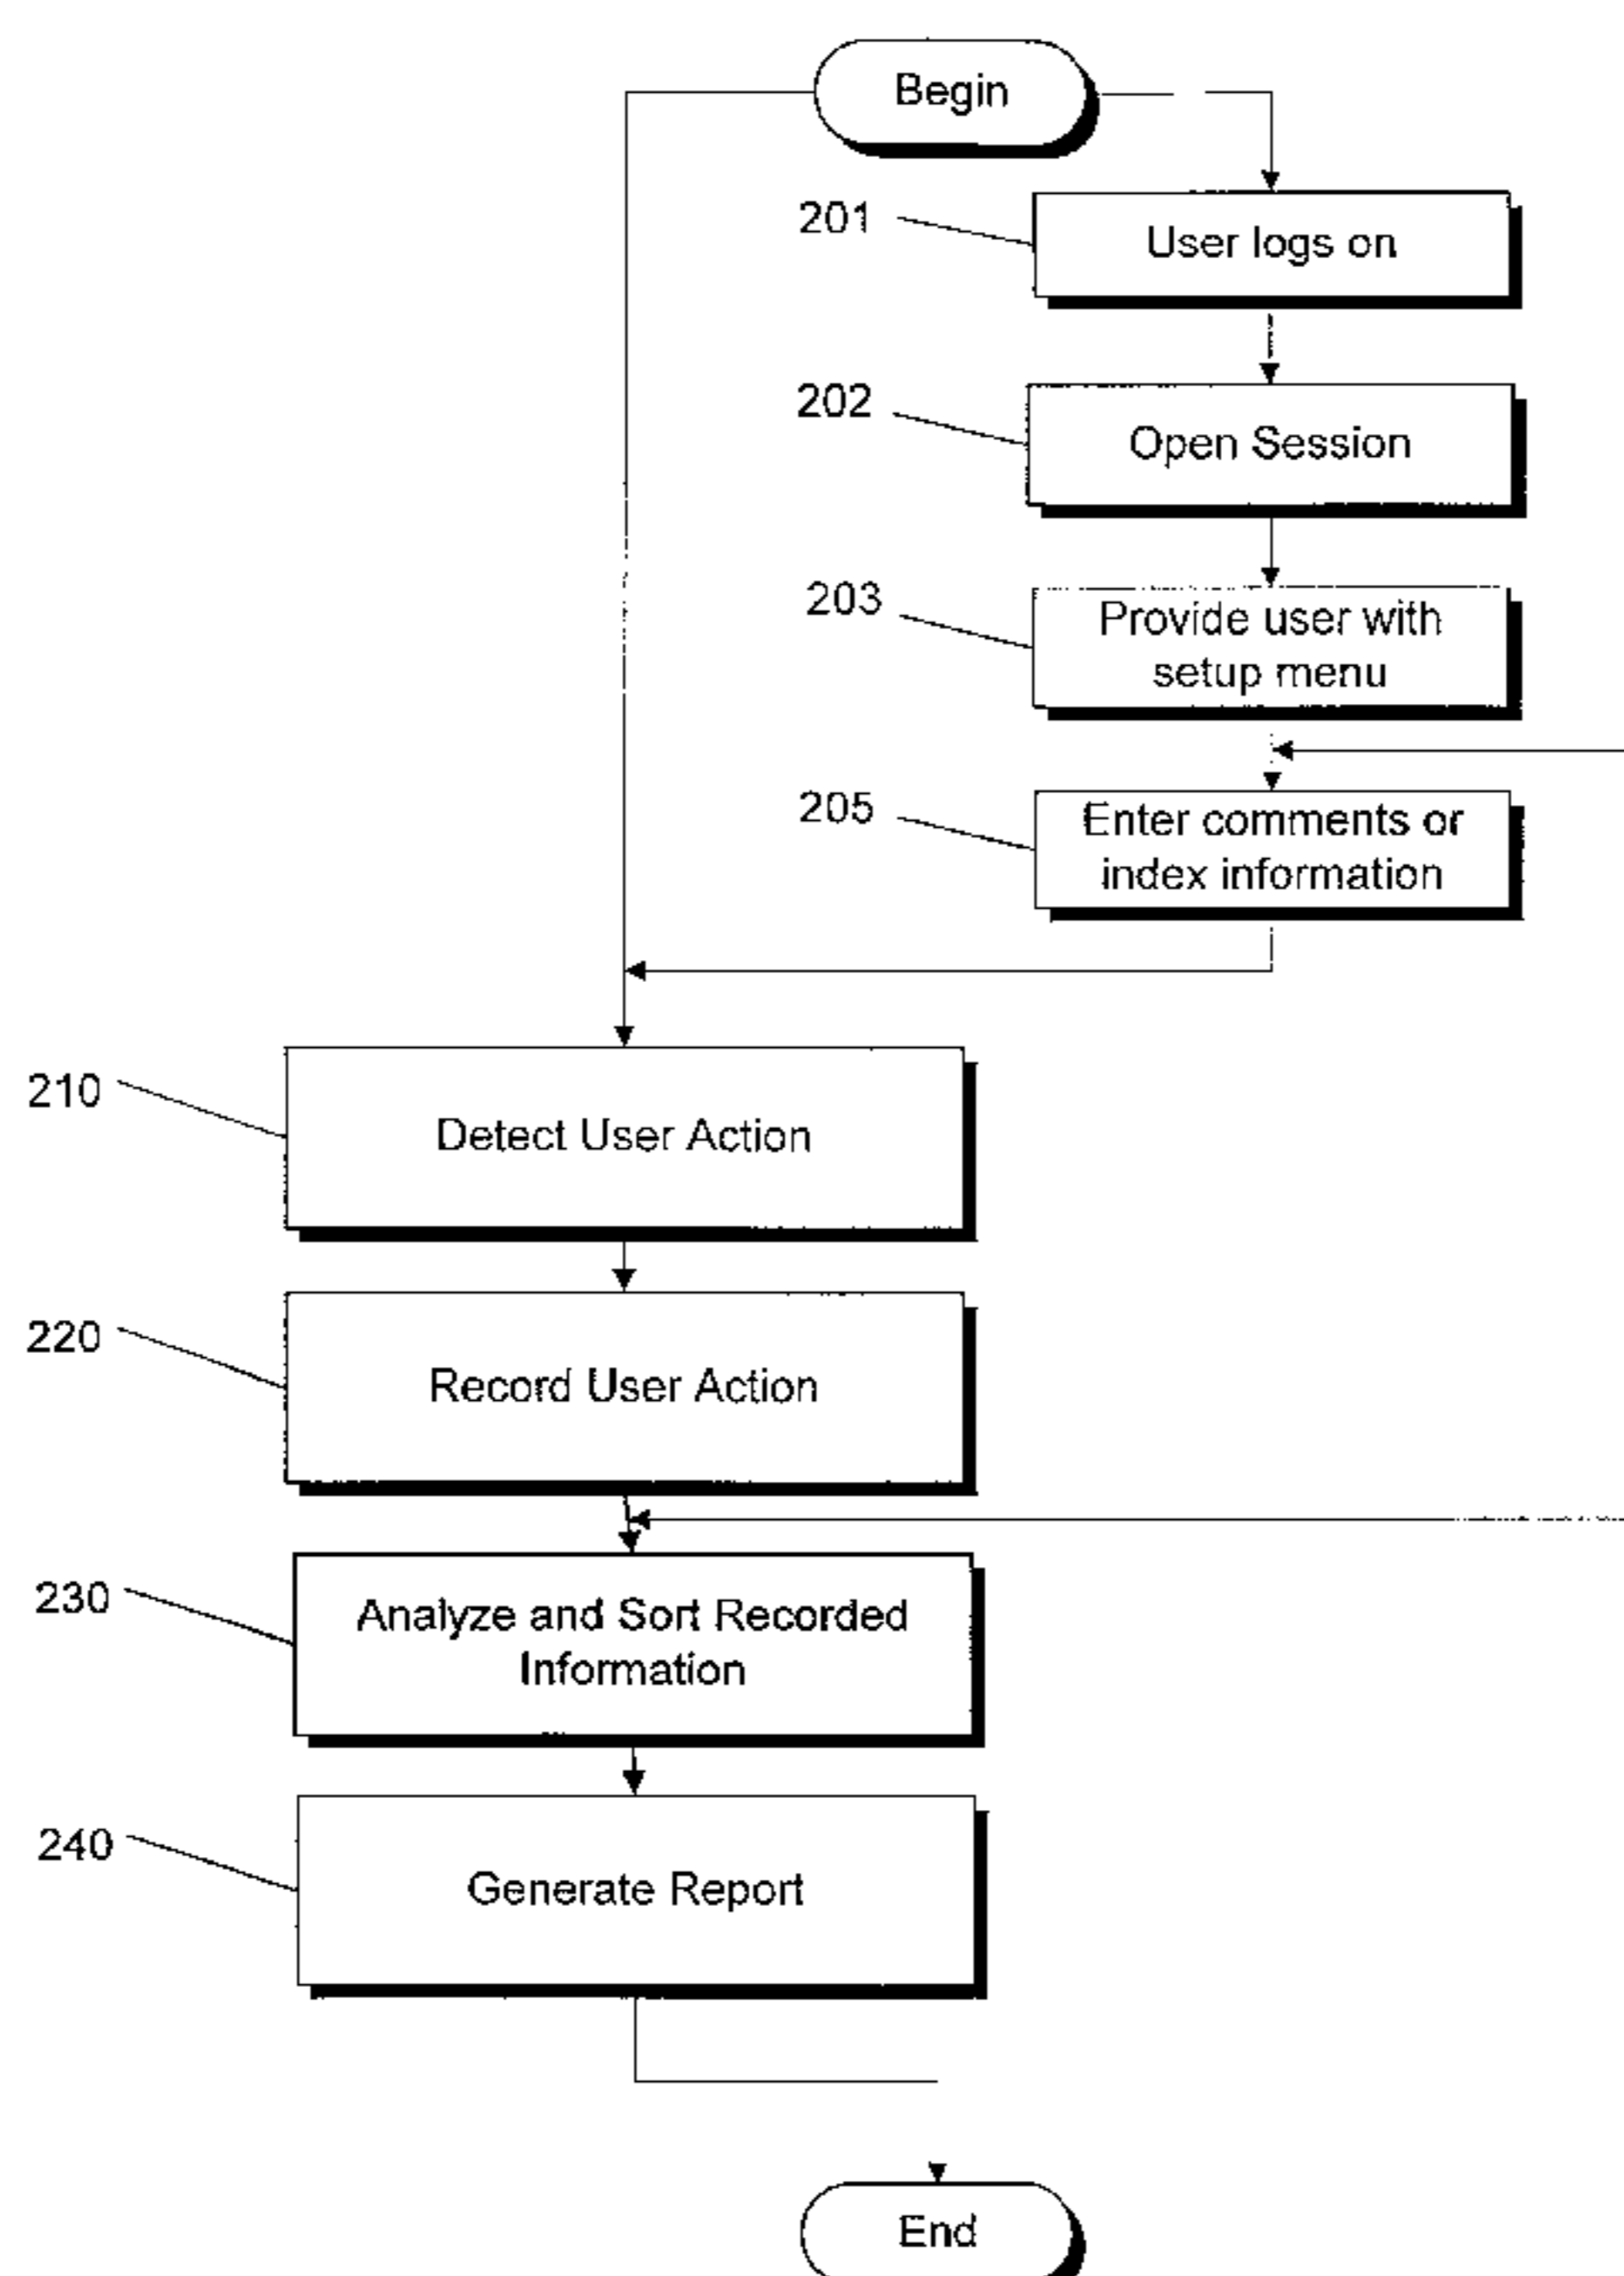 Begin
201
User logs on
202
Open Session
203
Provide user with
setup menu
205
Enter comments or
index information
210
Detect User Action
220
Record User Action
230
Analyze and Sort Recorded
Information
240
Generate Report
End